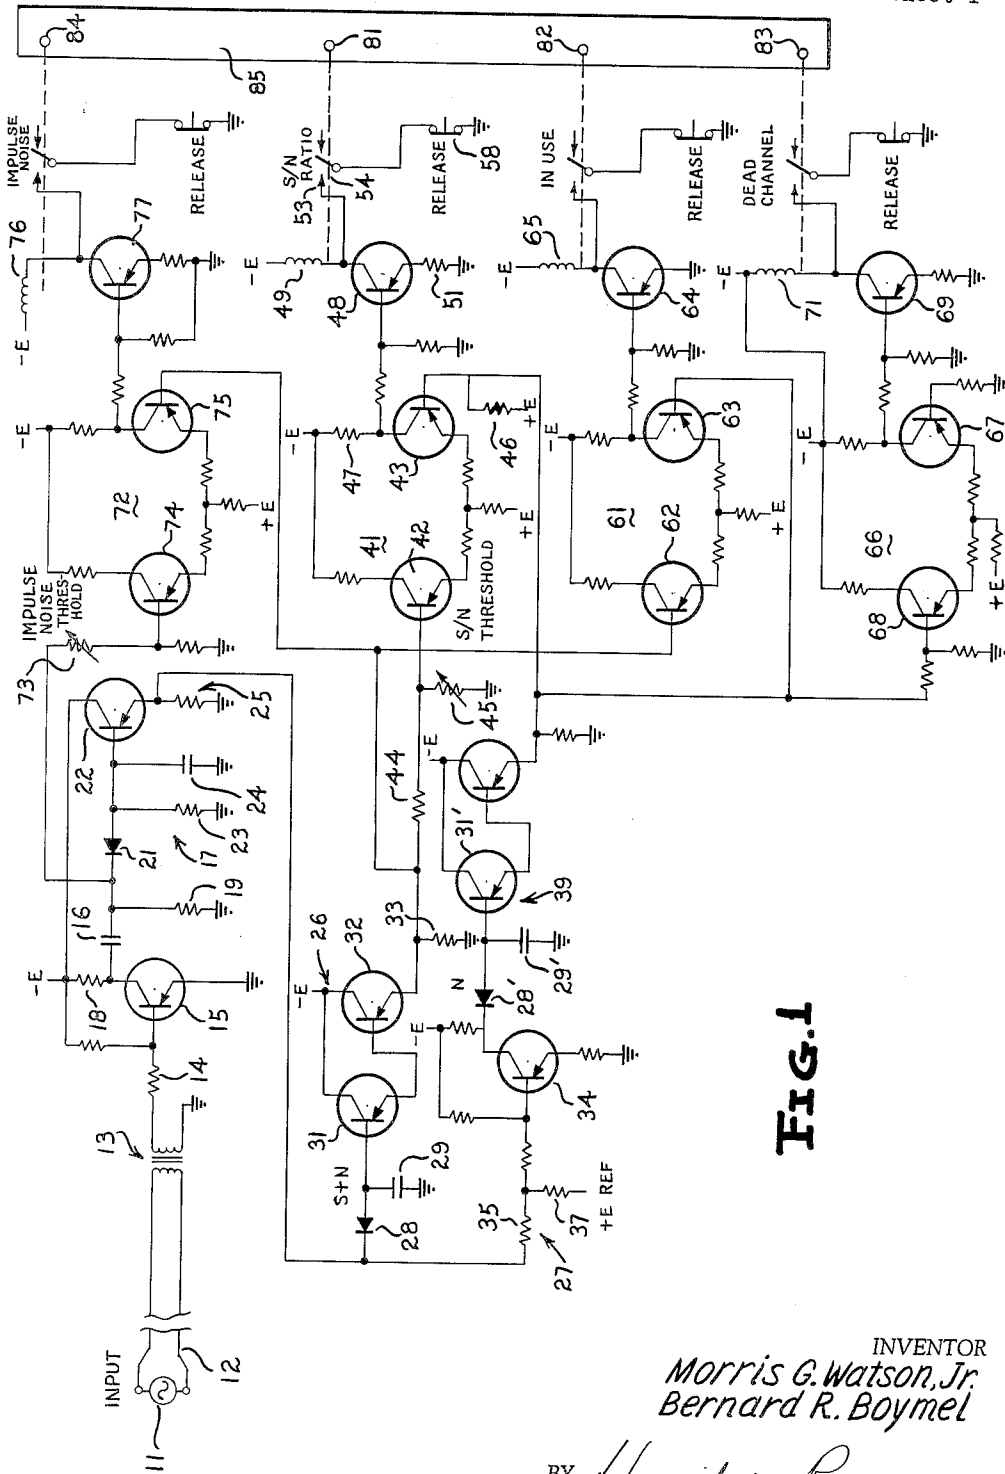 84
81
82
83
85
IMPULSE
NOISE
S/N
RATIO
IN USE
DEAD
CHANNEL
RELEASE
RELEASE
RELEASE
RELEASE
53
54
58
76
77
-E
-E
49
48
51
-E
65
64
-E
71
69
-E
75
72
74
+E
-E
47
43
46
+E
41
42
+E
S/N
THRESHOLD
-E
63
61
62
+E
-E
67
66
68
+E
IMPULSE
NOISE
THRES-
HOLD
73
22
25
24
23
21
17
19
16
-E
18
15
14
13
INPUT
12
11
45
44
-E
31'
39
33
29'
N
28'
26
-E
32
31
-E
34
S+N
29
28
35
37
+E REF
27
FIG.1
INVENTOR
Morris G. Watson, Jr.
Bernard R. Boymel
BY